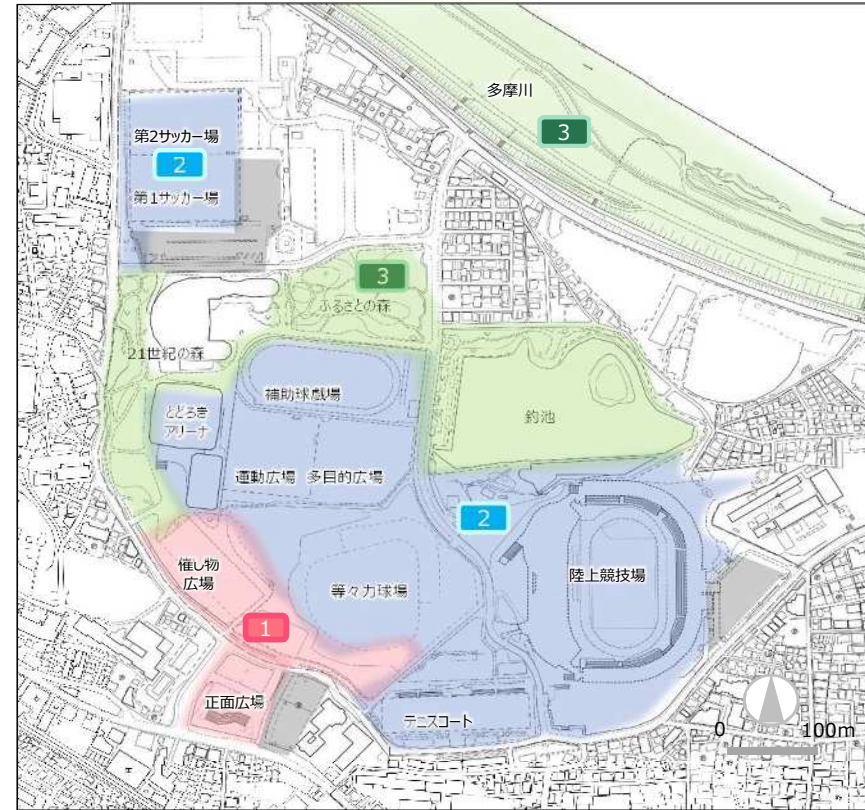 多摩川
3
第2サッカー場
2
第1サッカー場
3
ふるさとの森
21世紀の森
補助球戯場
とどろき
アリーナ
釣池
運動広場 多目的広場
2
催し物
広場
等々力球場
陸上競技場
1
正面広場
テニスコート
0 100m